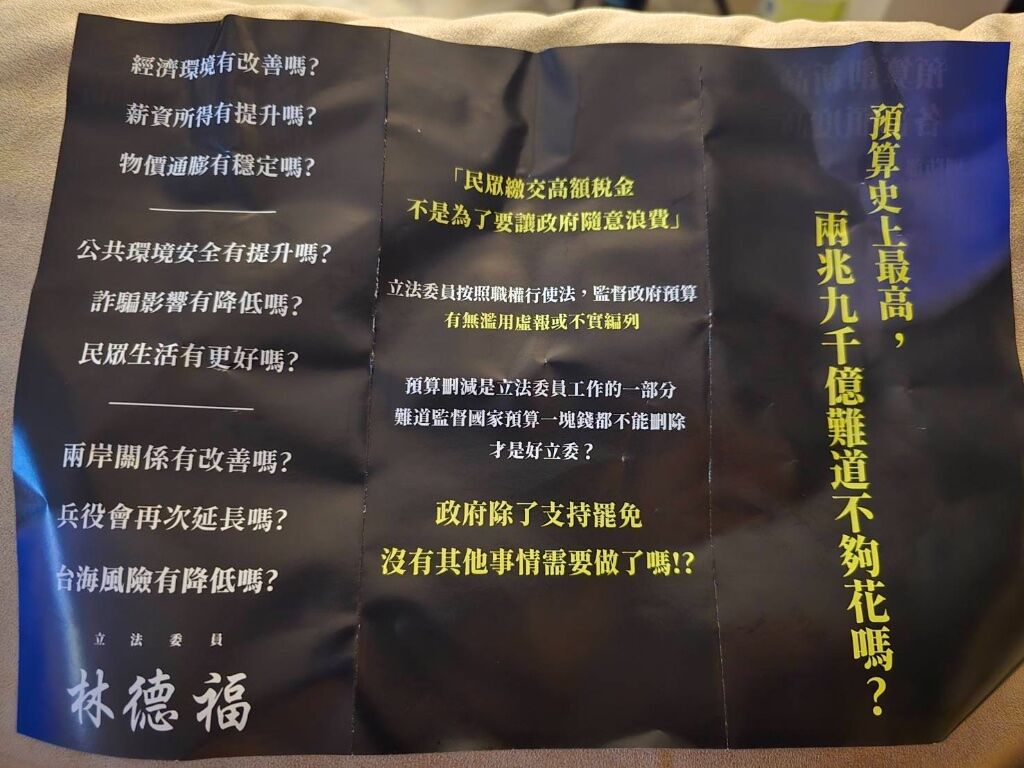 經濟環境有改善嗎?
薪資所得有提升嗎?
物價通膨有穩定嗎?
公共環境安全有提升嗎?
詐騙影響有降低嗎?
民眾生活有更好嗎?
兩岸關係有改善嗎?
兵役會再次延長嗎?
台海風險有降低嗎?
立法委員
林德福
「民眾繳交高額稅金
不是為了要讓政府隨意浪費」
立法委員按照職權行使法，監督政府預算
有無濫用虛報或不實編列
預算刪減是立法委員工作的一部分
難道監督國家預算一塊錢都不能刪除
才是好立委？
政府除了支持罷免
沒有其他事情需要做了嗎!?
預算史上最高，
兩兆九千億難道不夠花嗎？